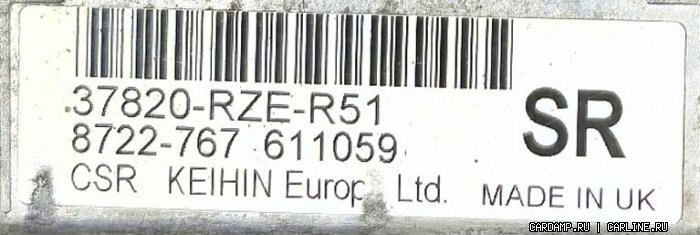 37820-RZE-R51
8722-767 611059
SR
CSR KEIHIN Europ Ltd.
MADE IN UK
CARDAMP.RU | CARLINE.RU